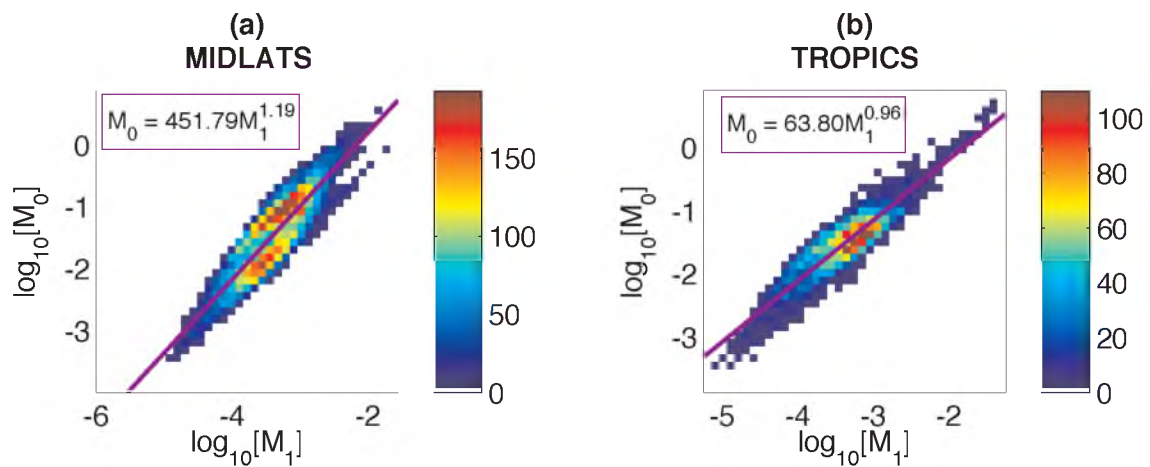 (a)
MIDLATS
M₀ = 451.79M₁^1.19
0
-1
-2
-3
log₁₀[M₀]
-6
-4
-2
log₁₀[M₁]
150
100
50
0
(b)
TROPICS
M₀ = 63.80M₁^0.96
0
-1
-2
-3
log₁₀[M₀]
-5
-4
-3
-2
log₁₀[M₁]
100
80
60
40
20
0